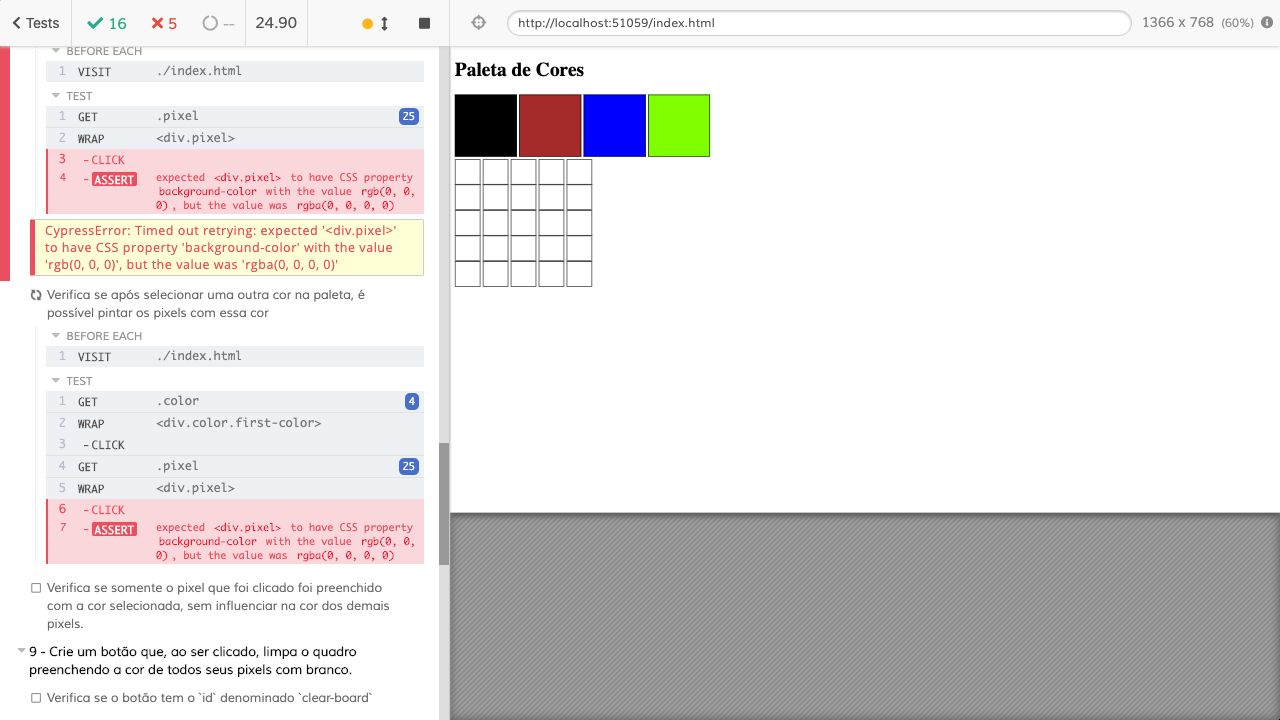 Tests 16 5 -- 24.90 http://localhost:51059/index.html 1366 x 768 (60%)
BEFORE EACH
1 VISIT ./index.html
TEST
1 GET .pixel 25
2 WRAP <div.pixel>
3 -CLICK
4 -ASSERT expected <div.pixel> to have CSS property
background-color with the value rgb(0, 0,
0), but the value was rgba(0, 0, 0, 0)
CypressError: Timed out retrying: expected '<div.pixel>'
to have CSS property 'background-color' with the value
'rgb(0, 0, 0)', but the value was 'rgba(0, 0, 0, 0)'
Verifica se após selecionar uma outra cor na paleta, é
possível pintar os pixels com essa cor
BEFORE EACH
1 VISIT ./index.html
TEST
1 GET .color 4
2 WRAP <div.color.first-color>
3 -CLICK
4 GET .pixel 25
5 WRAP <div.pixel>
6 -CLICK
7 -ASSERT expected <div.pixel> to have CSS property
background-color with the value rgb(0, 0,
0), but the value was rgba(0, 0, 0, 0)
Verifica se somente o pixel que foi clicado foi preenchido
com a cor selecionada, sem influenciar na cor dos demais
pixels.
9 - Crie um botão que, ao ser clicado, limpa o quadro
preenchendo a cor de todos seus pixels com branco.
Verifica se o botão tem o `id` denominado `clear-board`
Paleta de Cores